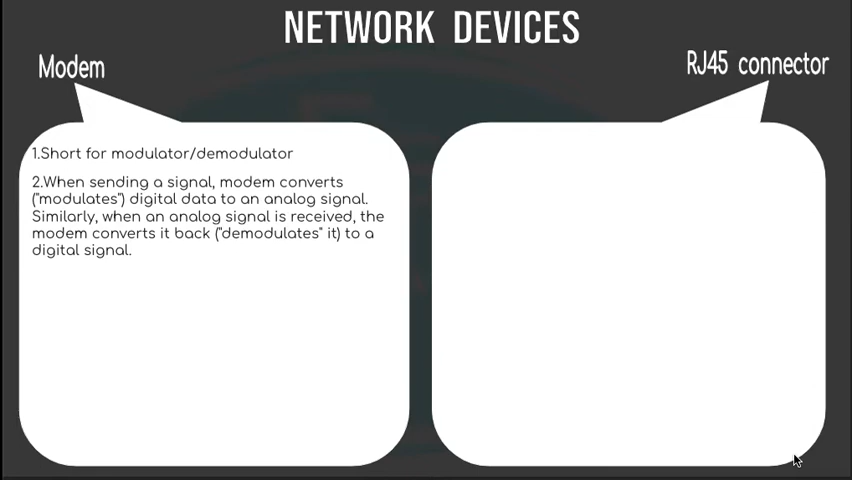 NETWORK DEVICES
Modem
RJ45 connector
1.Short for modulator/demodulator
2.When sending a signal, modem converts
("modulates") digital data to an analog signal.
Similarly, when an analog signal is received, the
modem converts it back ("demodulates" it) to a
digital signal.